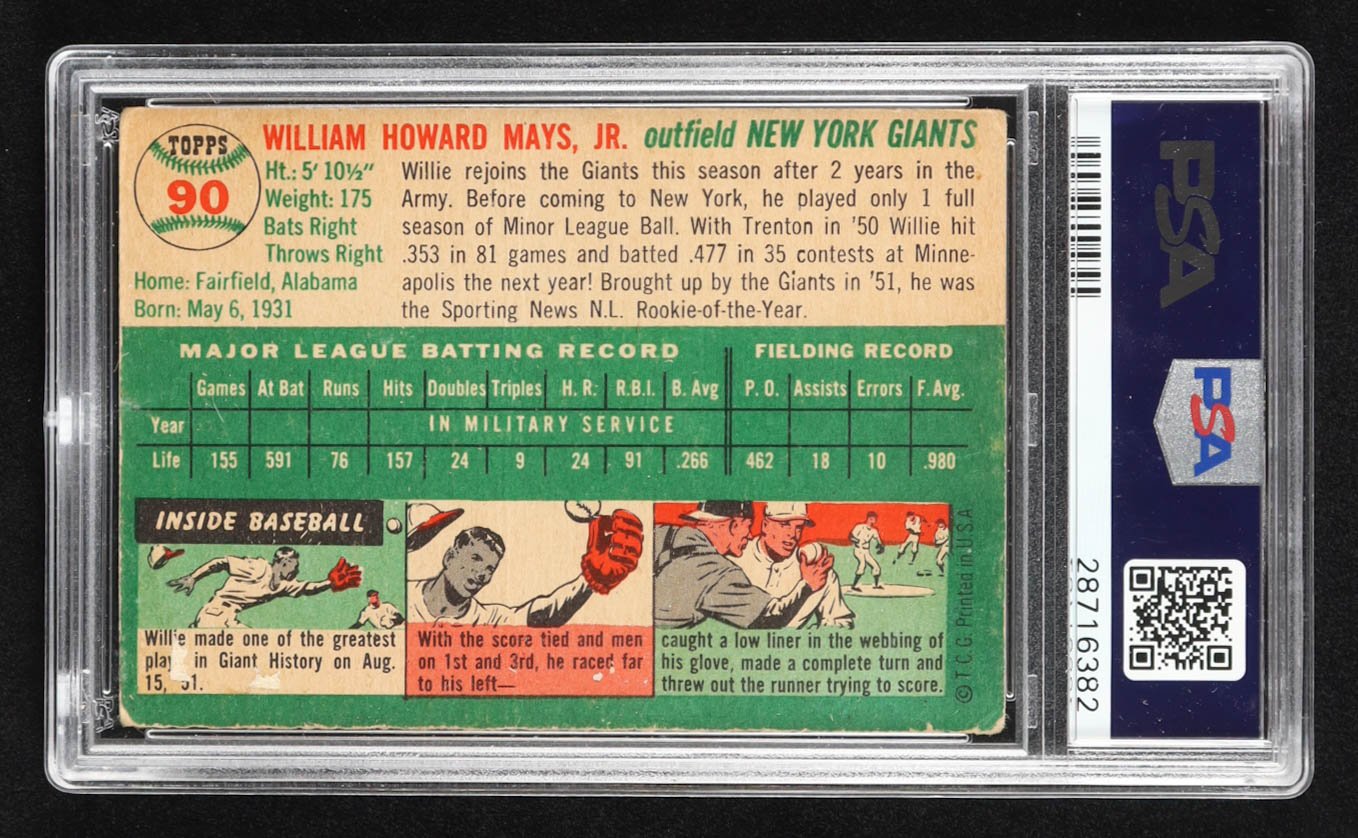 TOPPS
90
WILLIAM HOWARD MAYS, JR. outfield NEW YORK GIANTS
Ht.: 5' 10½"
Weight: 175
Bats Right
Throws Right
Home: Fairfield, Alabama
Born: May 6, 1931
Willie rejoins the Giants this season after 2 years in the
Army. Before coming to New York, he played only 1 full
season of Minor League Ball. With Trenton in '50 Willie hit
.353 in 81 games and batted .477 in 35 contests at Minne-
apolis the next year! Brought up by the Giants in '51, he was
the Sporting News N.L. Rookie-of-the-Year.
MAJOR LEAGUE BATTING RECORD FIELDING RECORD
Games At Bat Runs Hits Doubles Triples H. R. R.B.I. B. Avg P. O. Assists Errors F. Avg.
Year IN MILITARY SERVICE
Life 155 591 76 157 24 9 24 91 .266 462 18 10 .980
INSIDE BASEBALL
Willie made one of the greatest
play in Giant History on Aug.
15, 51.
With the score tied and men
on 1st and 3rd, he raced far
to his left—
caught a low liner in the webbing of
his glove, made a complete turn and
threw out the runner trying to score.
© T.C.G. Printed in U.S.A
PSA
PSA
28716382